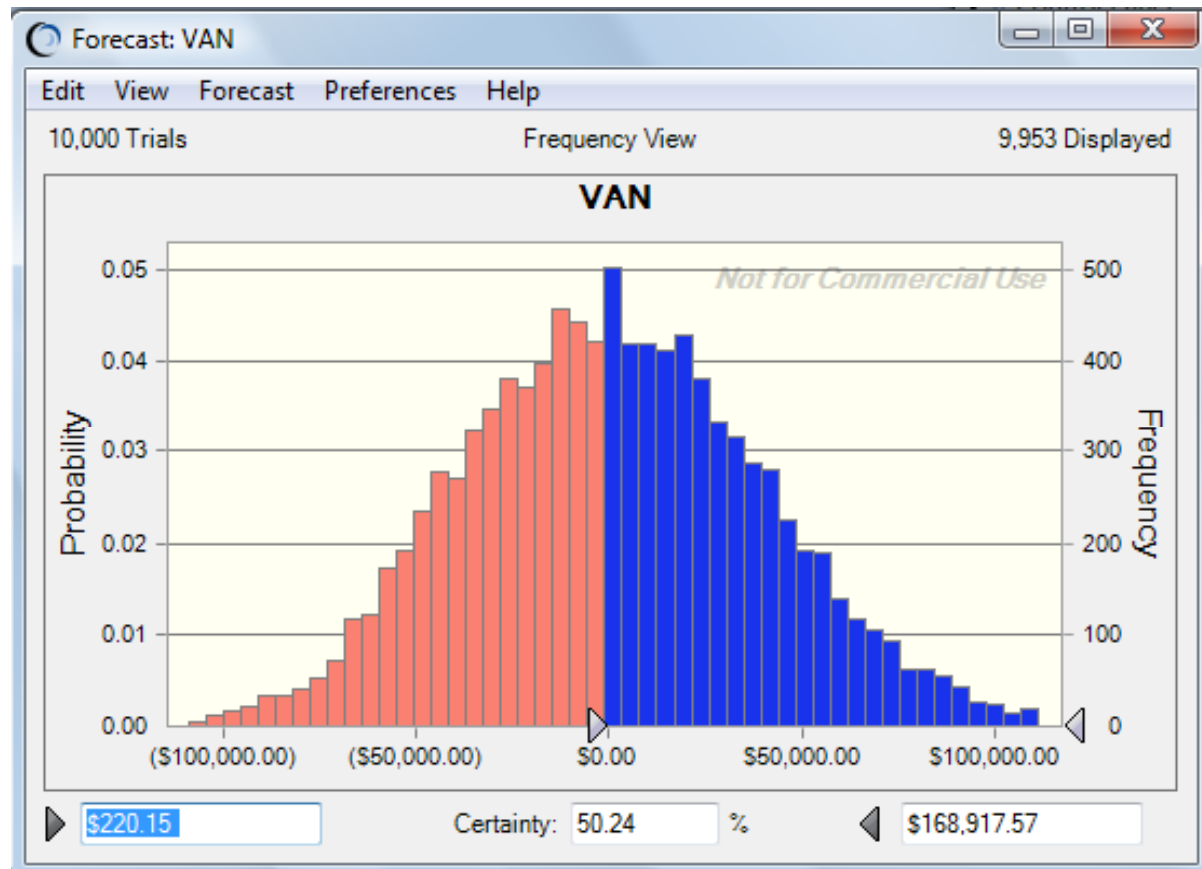 Forecast: VAN
Edit View Forecast Preferences Help
10,000 Trials Frequency View 9,953 Displayed
VAN
Not for Commercial Use
Probability
0.05
0.04
0.03
0.02
0.01
0.00
500
400
300
200
100
0
Frequency
($100,000.00) ($50,000.00) $0.00 $50,000.00 $100,000.00
$220.15 Certainty: 50.24 % $168,917.57